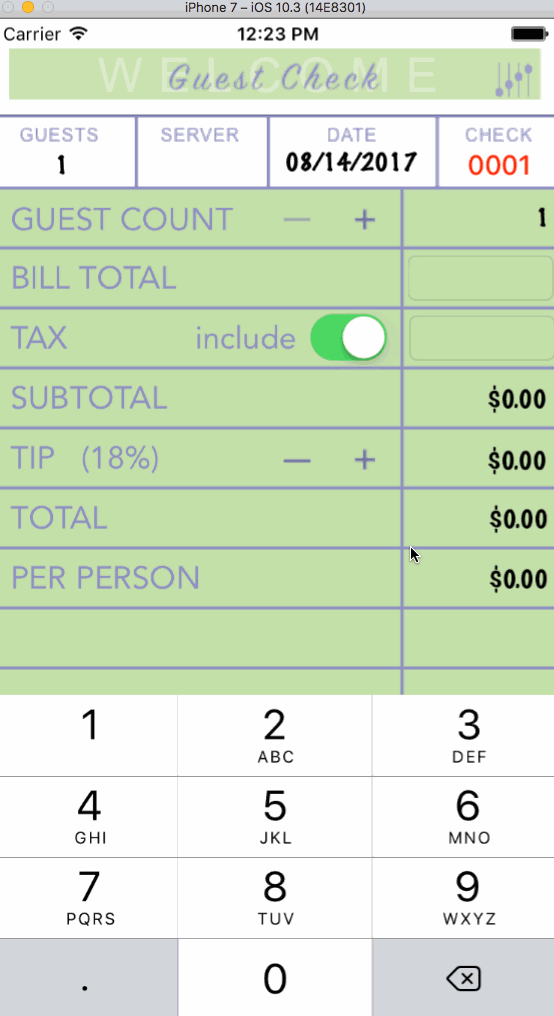 iPhone 7 – iOS 10.3 (14E8301)
Carrier 12:23 PM
WELCOME
Guest Check
GUESTS SERVER DATE CHECK
1 08/14/2017 0001
GUEST COUNT — + 1
BILL TOTAL
TAX include
SUBTOTAL $0.00
TIP (18%) — + $0.00
TOTAL $0.00
PER PERSON $0.00
1 2 3
ABC DEF
4 5 6
GHI JKL MNO
7 8 9
PQRS TUV WXYZ
. 0